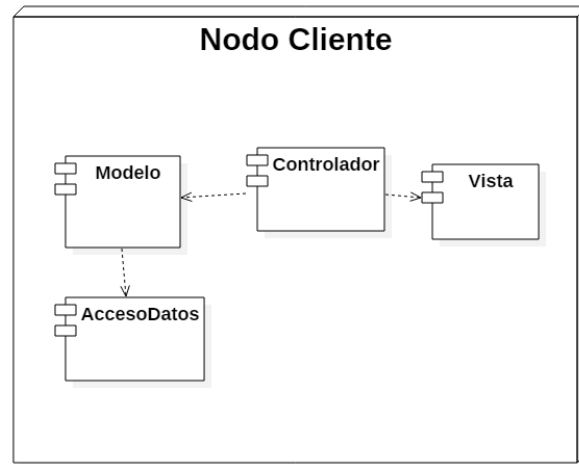 Nodo Cliente
Modelo
Controlador
Vista
AccesoDatos